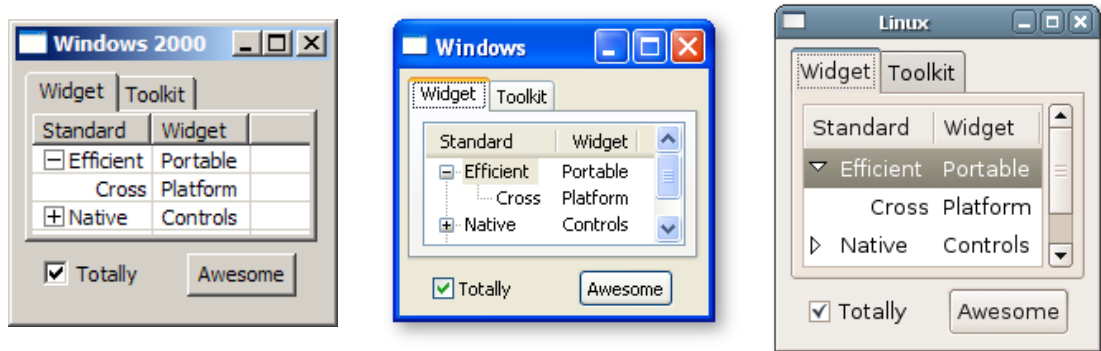 Windows 2000
Widget Toolkit
Standard Widget
Efficient Portable
Cross Platform
Native Controls
Totally Awesome
Windows
Widget Toolkit
Standard Widget
Efficient Portable
Cross Platform
Native Controls
Totally Awesome
Linux
Widget Toolkit
Standard Widget
Efficient Portable
Cross Platform
Native Controls
Totally Awesome